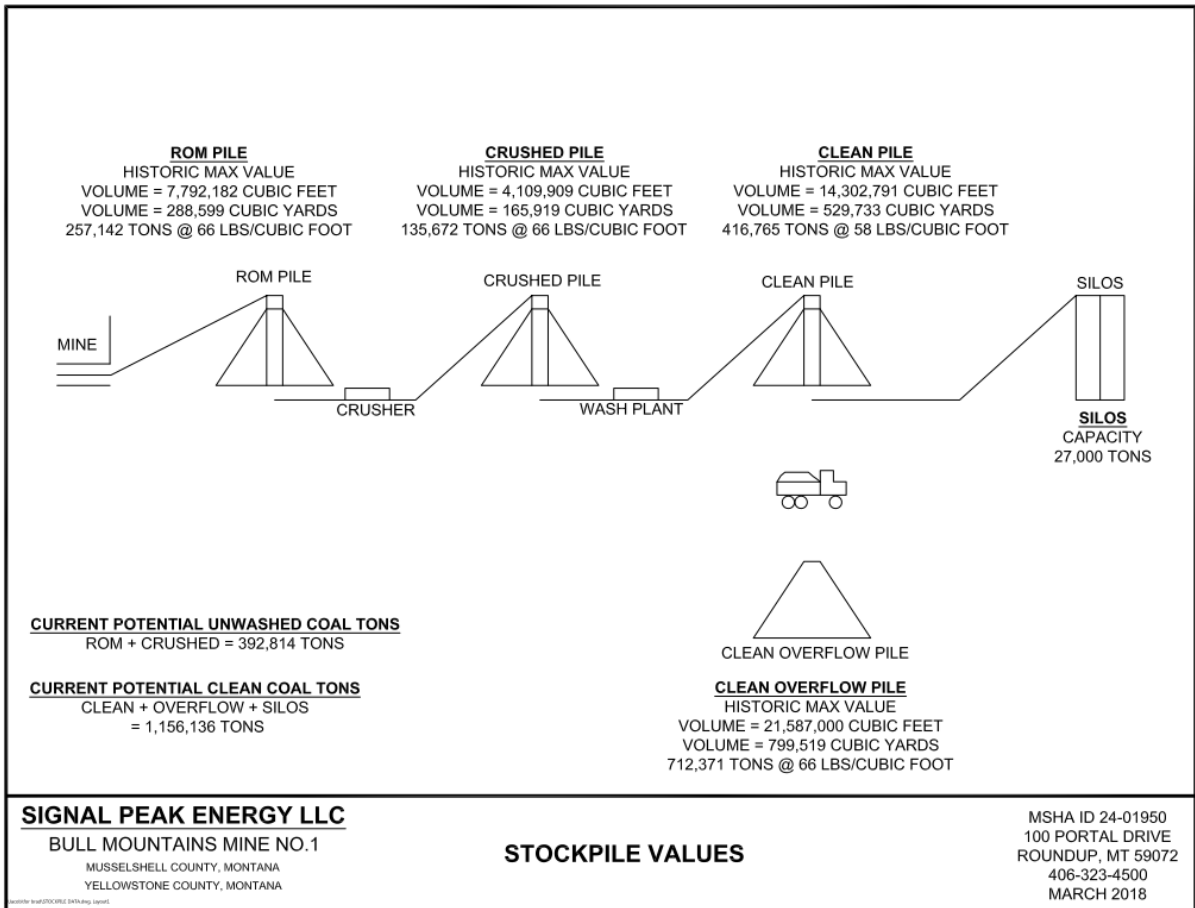 ROM PILE
HISTORIC MAX VALUE
VOLUME = 7,792,182 CUBIC FEET
VOLUME = 288,599 CUBIC YARDS
257,142 TONS @ 66 LBS/CUBIC FOOT
CRUSHED PILE
HISTORIC MAX VALUE
VOLUME = 4,109,909 CUBIC FEET
VOLUME = 165,919 CUBIC YARDS
135,672 TONS @ 66 LBS/CUBIC FOOT
CLEAN PILE
HISTORIC MAX VALUE
VOLUME = 14,302,791 CUBIC FEET
VOLUME = 529,733 CUBIC YARDS
416,765 TONS @ 58 LBS/CUBIC FOOT
MINE
ROM PILE
CRUSHER
CRUSHED PILE
WASH PLANT
CLEAN PILE
SILOS
SILOS
CAPACITY
27,000 TONS
CLEAN OVERFLOW PILE
CLEAN OVERFLOW PILE
HISTORIC MAX VALUE
VOLUME = 21,587,000 CUBIC FEET
VOLUME = 799,519 CUBIC YARDS
712,371 TONS @ 66 LBS/CUBIC FOOT
CURRENT POTENTIAL UNWASHED COAL TONS
ROM + CRUSHED = 392,814 TONS
CURRENT POTENTIAL CLEAN COAL TONS
CLEAN + OVERFLOW + SILOS
= 1,156,136 TONS
SIGNAL PEAK ENERGY LLC
BULL MOUNTAINS MINE NO.1
MUSSELSHELL COUNTY, MONTANA
YELLOWSTONE COUNTY, MONTANA
STOCKPILE VALUES
MSHA ID 24-01950
100 PORTAL DRIVE
ROUNDUP, MT 59072
406-323-4500
MARCH 2018